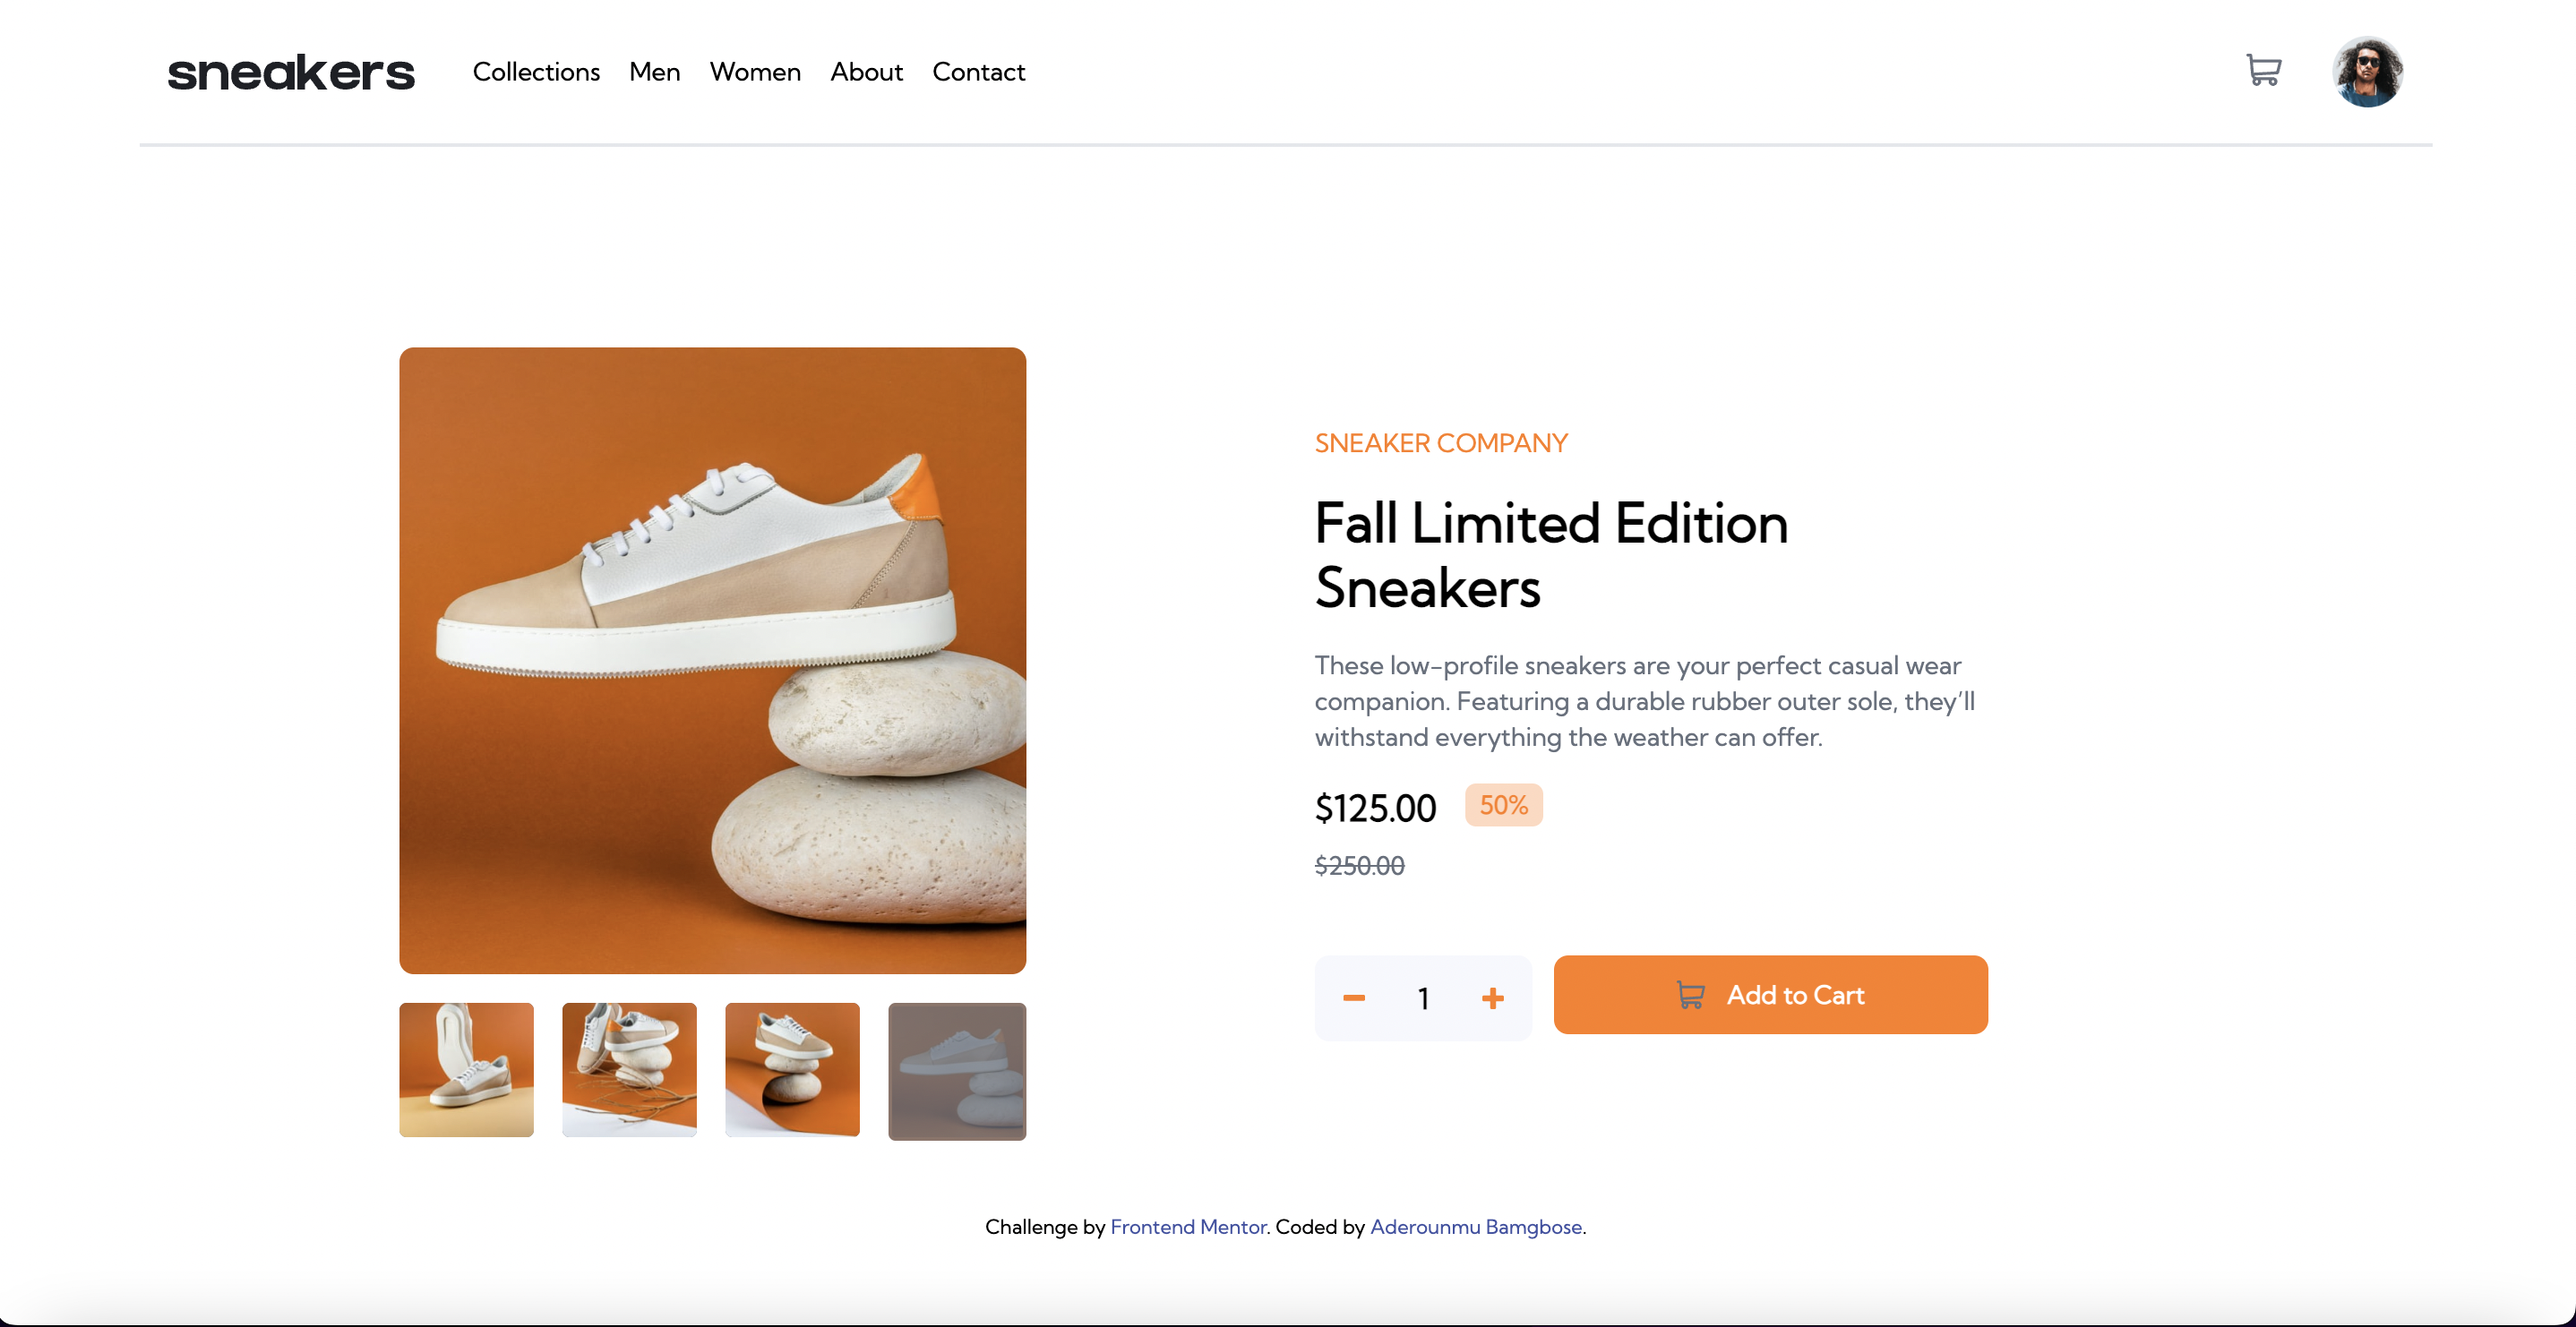 sneakers Collections Men Women About Contact
SNEAKER COMPANY
Fall Limited Edition
Sneakers
These low-profile sneakers are your perfect casual wear
companion. Featuring a durable rubber outer sole, they’ll
withstand everything the weather can offer.
$125.00 50%
$250.00
1 Add to Cart
Challenge by Frontend Mentor. Coded by Aderounmu Bamgbose.